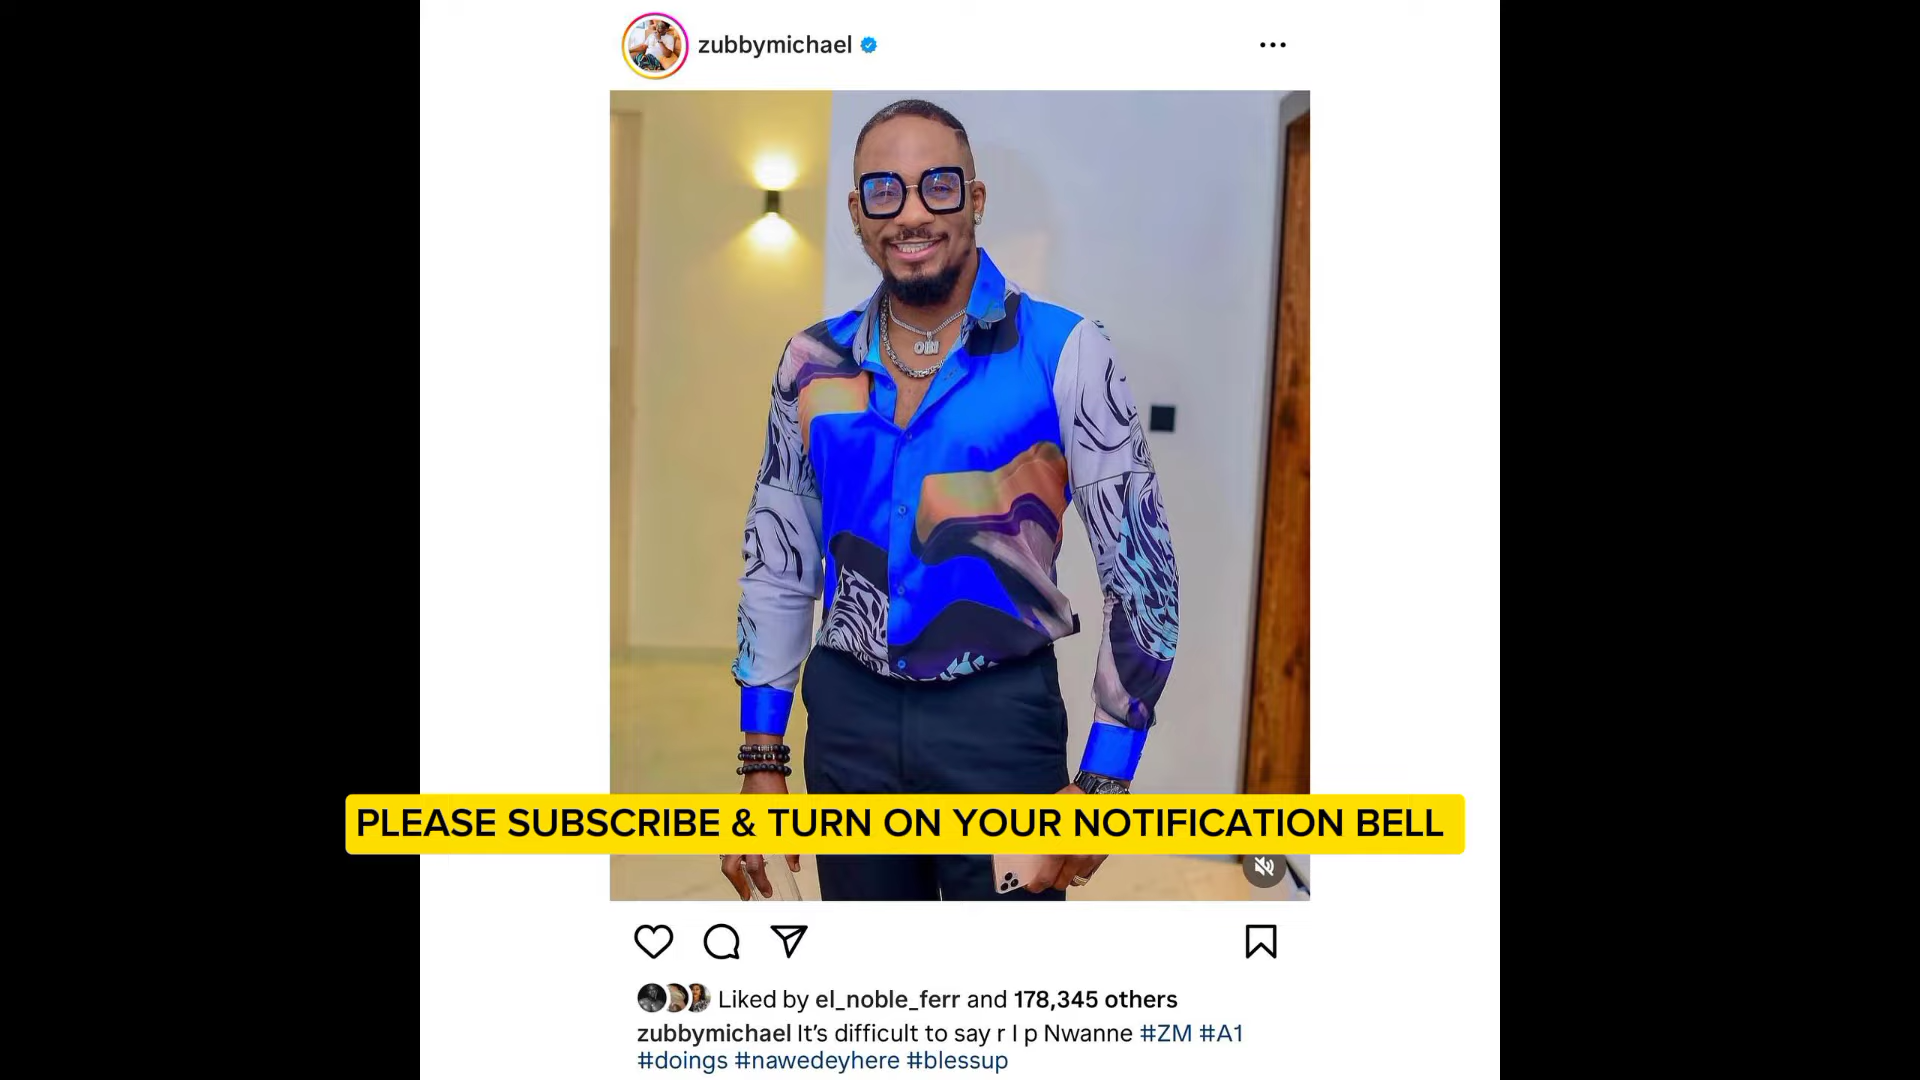 zubbymichael
OBI
PLEASE SUBSCRIBE & TURN ON YOUR NOTIFICATION BELL
Liked by el_noble_ferr and 178,345 others
zubbymichael It’s difficult to say r I p Nwanne #ZM #A1
#doings #nawedeyhere #blessup